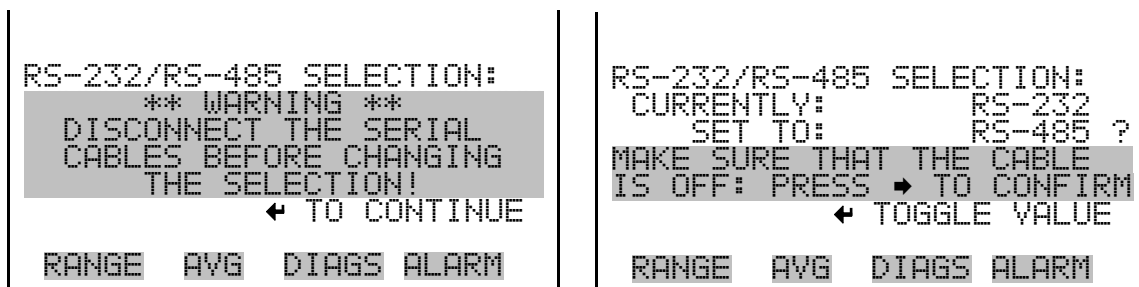 RS-232/RS-485 SELECTION:
** WARNING **
DISCONNECT THE SERIAL
CABLES BEFORE CHANGING
THE SELECTION!
↵ TO CONTINUE
RANGE AVG DIAGS ALARM
RS-232/RS-485 SELECTION:
CURRENTLY: RS-232
SET TO: RS-485 ?
MAKE SURE THAT THE CABLE
IS OFF: PRESS → TO CONFIRM
↵ TOGGLE VALUE
RANGE AVG DIAGS ALARM